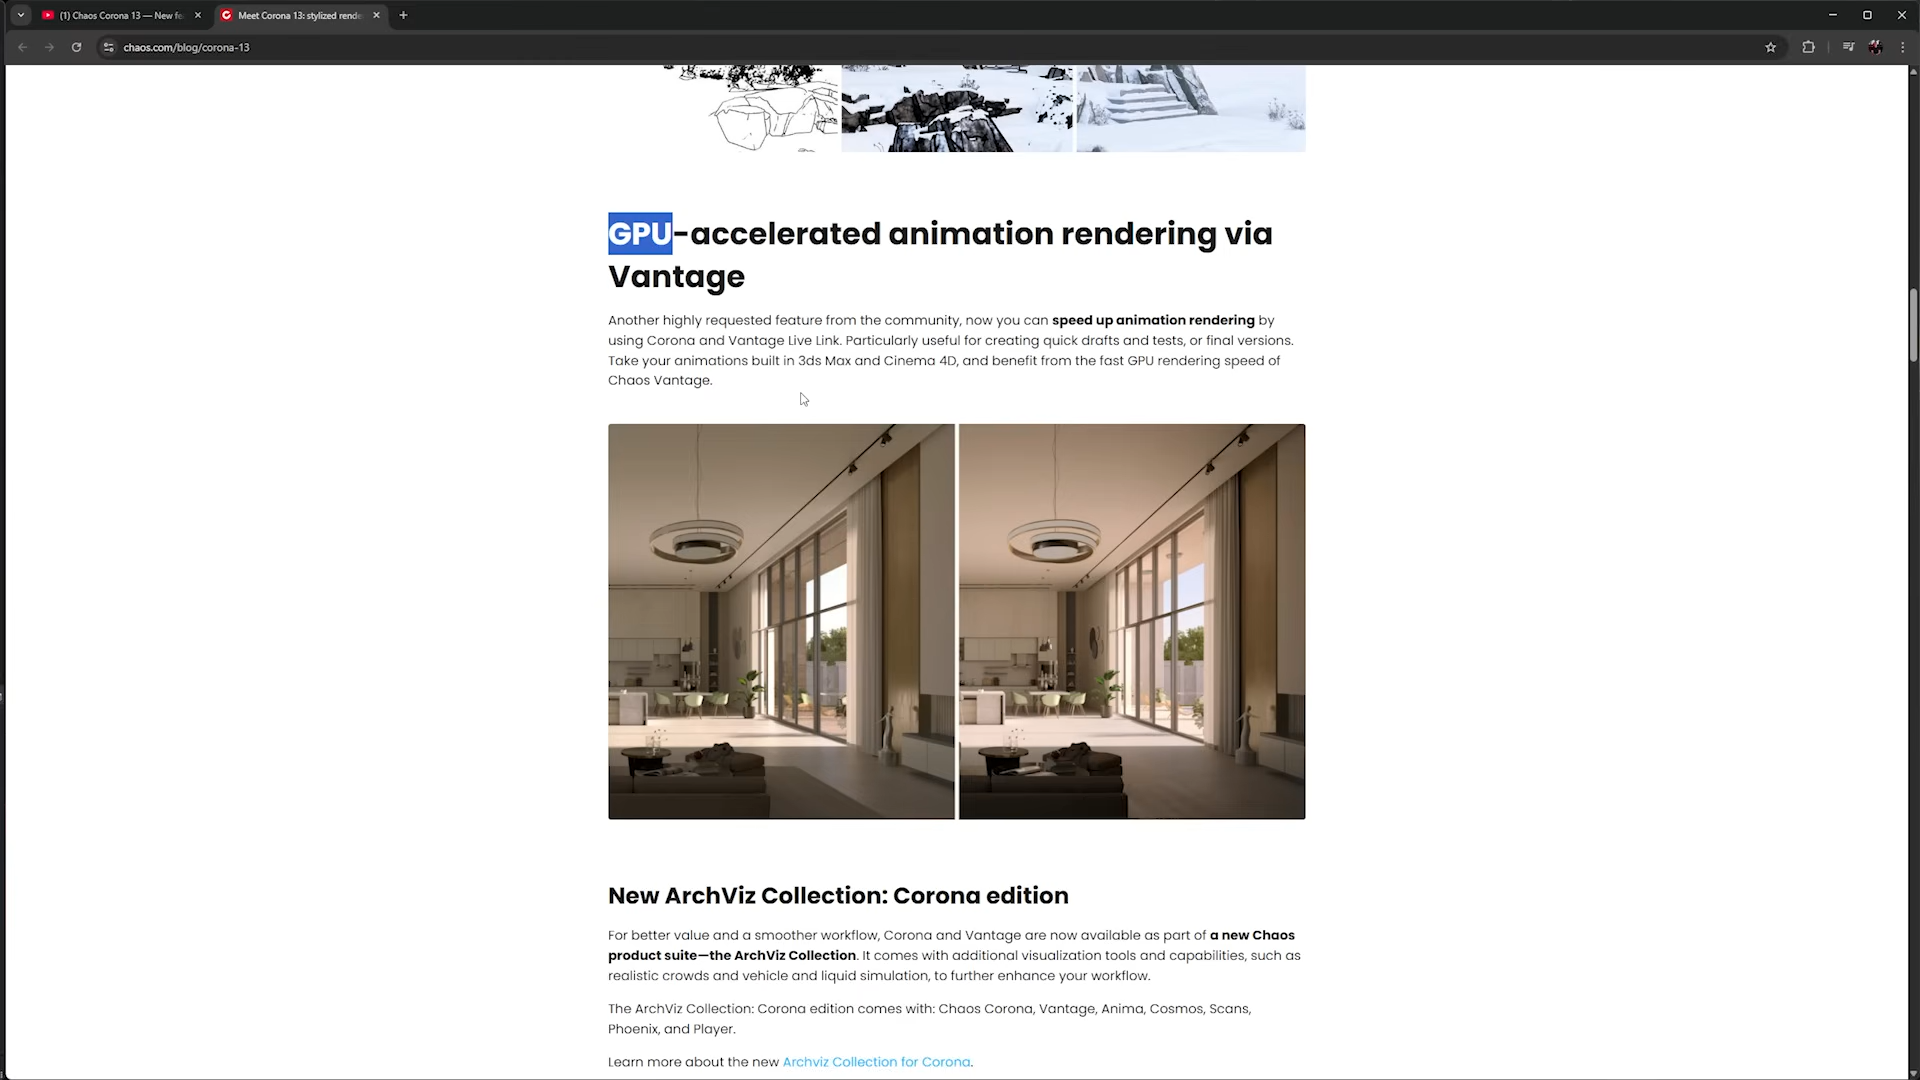 (1) Chaos Corona 13 — New fe
Meet Corona 13: stylized rende
chaos.com/blog/corona-13
GPU-accelerated animation rendering via
Vantage
Another highly requested feature from the community, now you can speed up animation rendering by
using Corona and Vantage Live Link. Particularly useful for creating quick drafts and tests, or final versions.
Take your animations built in 3ds Max and Cinema 4D, and benefit from the fast GPU rendering speed of
Chaos Vantage.
New ArchViz Collection: Corona edition
For better value and a smoother workflow, Corona and Vantage are now available as part of a new Chaos
product suite—the ArchViz Collection. It comes with additional visualization tools and capabilities, such as
realistic crowds and vehicle and liquid simulation, to further enhance your workflow.
The ArchViz Collection: Corona edition comes with: Chaos Corona, Vantage, Anima, Cosmos, Scans,
Phoenix, and Player.
Learn more about the new Archviz Collection for Corona.